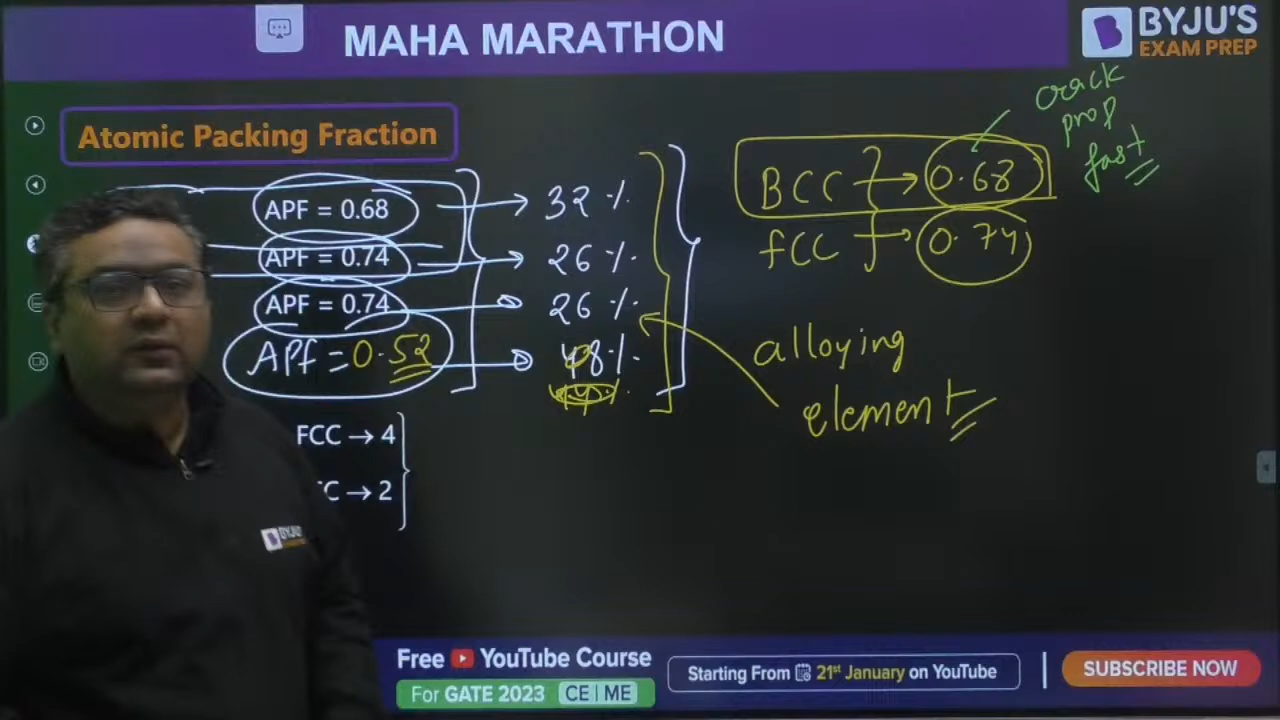 MAHA MARATHON
BYJU'S
EXAM PREP
Atomic Packing Fraction
APF = 0.68 → 32 %
APF = 0.74 → 26 %
APF = 0.74 → 26 %
APf = 0.52 → 48 %
BCC → 0.68
fCC → 0.74
crack
prop
fast
alloying
element
FCC → 4
→ 2
BYJU'S
Free YouTube Course
For GATE 2023 CE | ME
Starting From 21st January on YouTube
SUBSCRIBE NOW